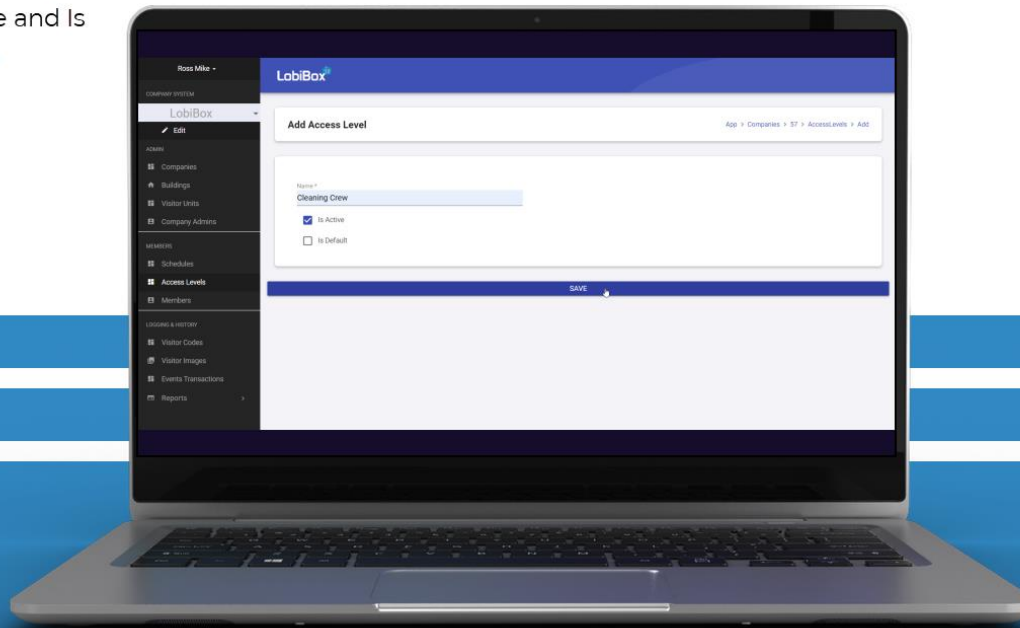 e and Is
Ross Mike
LobiBox
COMPANY SYSTEM
LobiBox
Edit
Add Access Level
App > Companies > 57 > AccessLevels > Add
ADMIN
Companies
Buildings
Visitor Units
Company Admins
Name *
Cleaning Crew
Is Active
Is Default
MEMBERS
Schedules
Access Levels
Members
SAVE
LOGGING & HISTORY
Visitor Codes
Visitor Images
Events Transactions
Reports